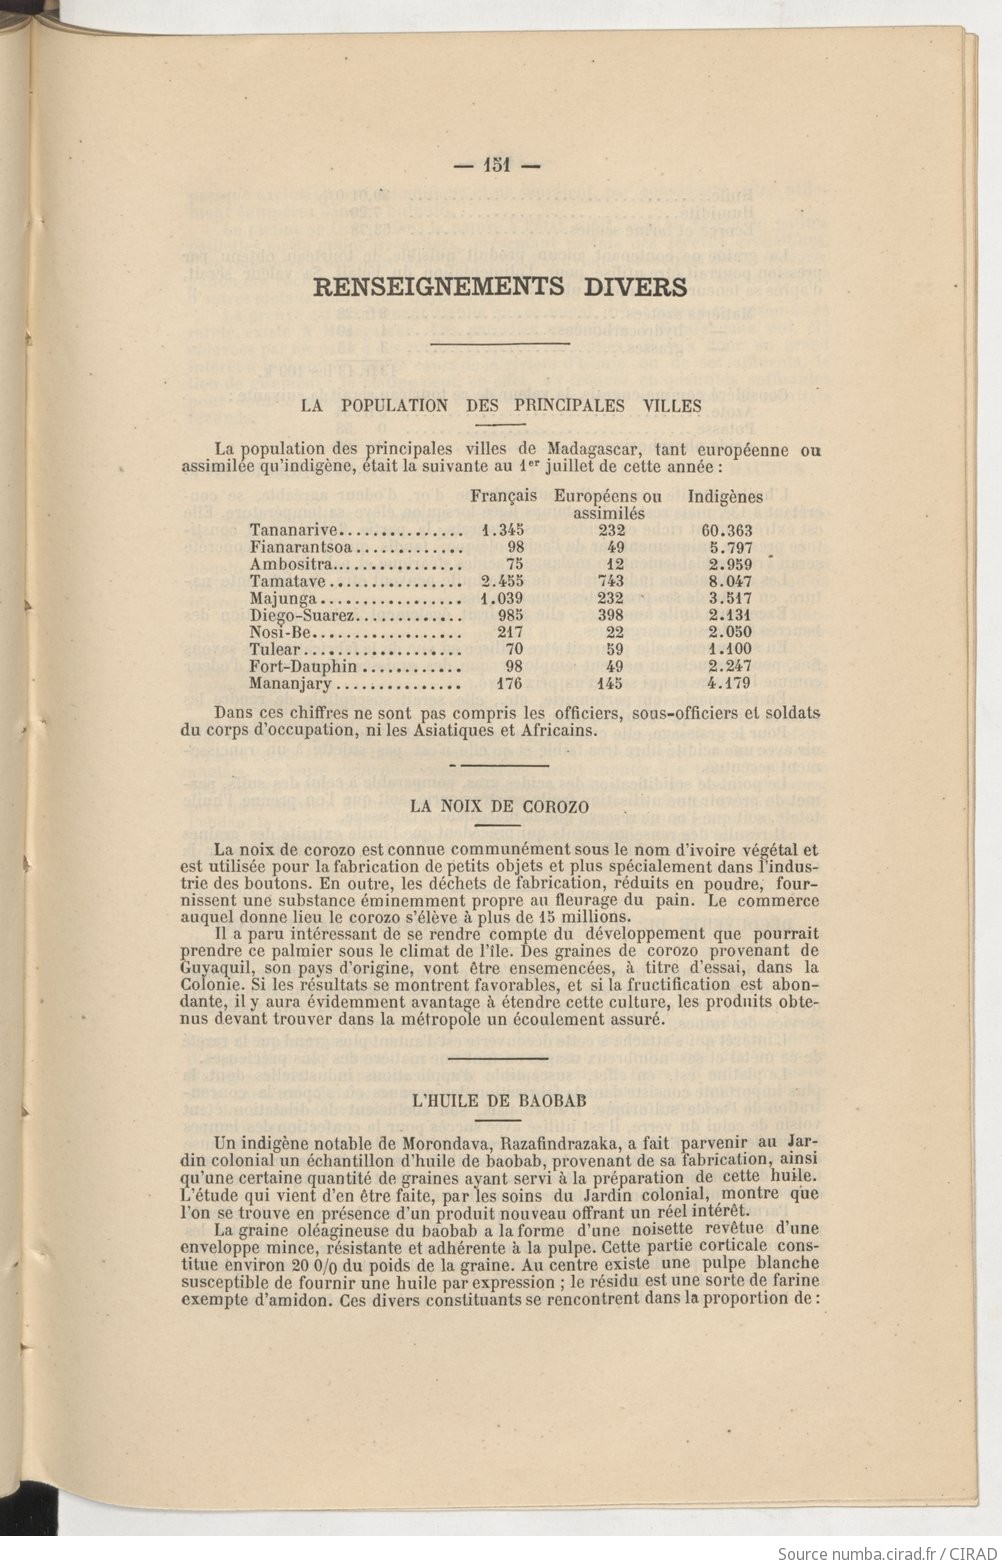 — 151 —
RENSEIGNEMENTS DIVERS
LA POPULATION DES PRINCIPALES VILLES
La population des principales villes de Madagascar, tant européenne ou
assimilée qu'indigène, était la suivante au 1er juillet de cette année :
Français Européens ou Indigènes
assimilés
Tananarive............... 1.345 232 60.363
Fianarantsoa............. 98 49 5.797
Ambositra................ 75 12 2.959
Tamatave................ 2.455 743 8.047
Majunga................. 1.039 232 3.517
Diego-Suarez............. 985 398 2.131
Nosi-Be.................. 217 22 2.050
Tulear................... 70 59 1.100
Fort-Dauphin ............ 98 49 2.247
Mananjary............... 176 145 4.179
Dans ces chiffres ne sont pas compris les officiers, sous-officiers et soldats
du corps d'occupation, ni les Asiatiques et Africains.
LA NOIX DE COROZO
La noix de corozo est connue communément sous le nom d'ivoire végétal et
est utilisée pour la fabrication de petits objets et plus spécialement dans l'indus-
trie des boutons. En outre, les déchets de fabrication, réduits en poudre, four-
nissent une substance éminemment propre au fleurage du pain. Le commerce
auquel donne lieu le corozo s'élève à plus de 15 millions.
Il a paru intéressant de se rendre compte du développement que pourrait
prendre ce palmier sous le climat de l'île. Des graines de corozo provenant de
Guyaquil, son pays d'origine, vont être ensemencées, à titre d'essai, dans la
Colonie. Si les résultats se montrent favorables, et si la fructification est abon-
dante, il y aura évidemment avantage à étendre cette culture, les produits obte-
nus devant trouver dans la métropole un écoulement assuré.
L'HUILE DE BAOBAB
Un indigène notable de Morondava, Razafindrazaka, a fait parvenir au Jar-
din colonial un échantillon d'huile de baobab, provenant de sa fabrication, ainsi
qu'une certaine quantité de graines ayant servi à la préparation de cette huile.
L'étude qui vient d'en être faite, par les soins du Jardin colonial, montre que
l'on se trouve en présence d'un produit nouveau offrant un réel intérêt.
La graine oléagineuse du baobab a la forme d'une noisette revêtue d'une
enveloppe mince, résistante et adhérente à la pulpe. Cette partie corticale cons-
titue environ 20 0/0 du poids de la graine. Au centre existe une pulpe blanche
susceptible de fournir une huile par expression ; le résidu est une sorte de farine
exempte d'amidon. Ces divers constituants se rencontrent dans la proportion de :
Source numba.cirad.fr / CIRAD